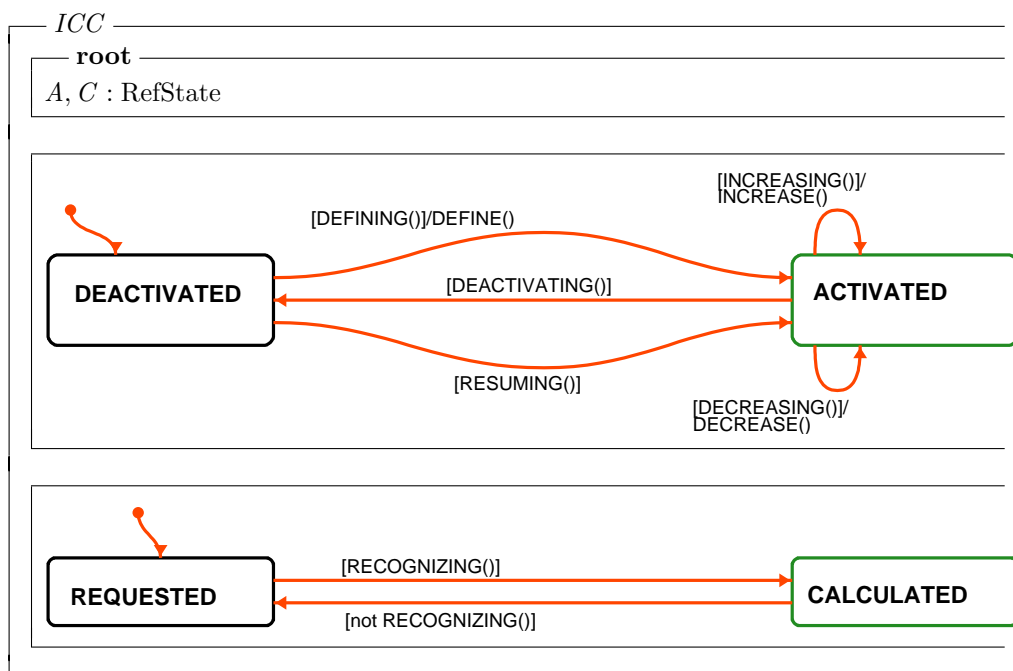 ICC
root
A, C : RefState
[INCREASING()]/
INCREASE()
[DEFINING()]/DEFINE()
DEACTIVATED
[DEACTIVATING()]
ACTIVATED
[RESUMING()]
[DECREASING()]/
DECREASE()
[RECOGNIZING()]
REQUESTED
CALCULATED
[not RECOGNIZING()]